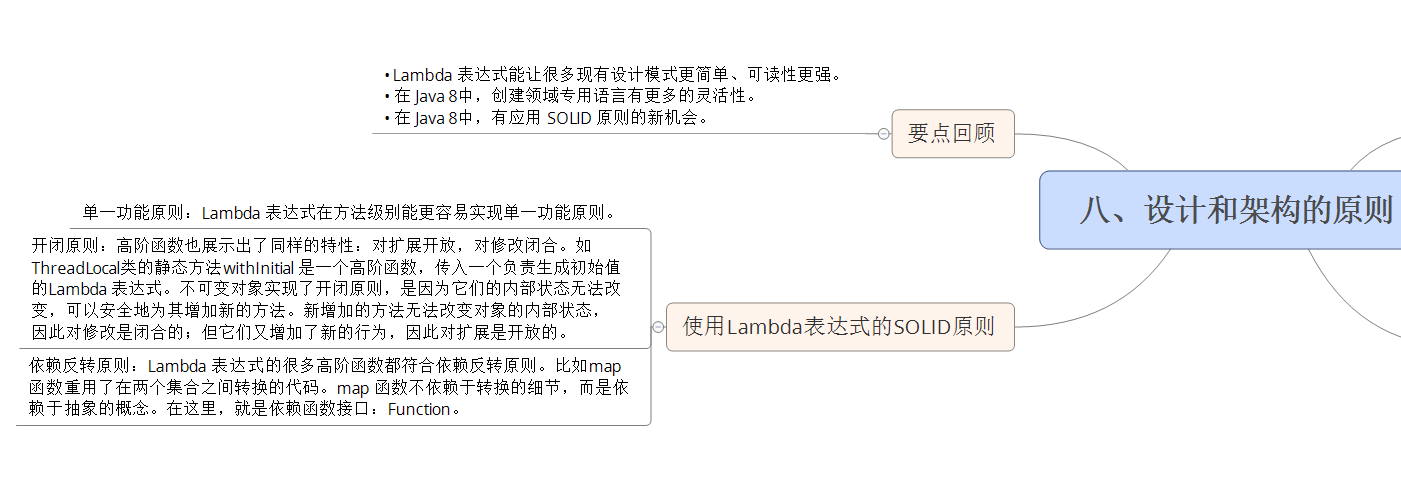 • Lambda 表达式能让很多现有设计模式更简单、可读性更强。
• 在 Java 8中，创建领域专用语言有更多的灵活性。
• 在 Java 8中，有应用 SOLID 原则的新机会。
要点回顾
八、设计和架构的原则
单一功能原则：Lambda 表达式在方法级别能更容易实现单一功能原则。
开闭原则：高阶函数也展示出了同样的特性：对扩展开放，对修改闭合。如
ThreadLocal类的静态方法withInitial 是一个高阶函数，传入一个负责生成初始值
的Lambda 表达式。不可变对象实现了开闭原则，是因为它们的内部状态无法改
变，可以安全地为其增加新的方法。新增加的方法无法改变对象的内部状态，
因此对修改是闭合的；但它们又增加了新的行为，因此对扩展是开放的。
使用Lambda表达式的SOLID原则
依赖反转原则：Lambda 表达式的很多高阶函数都符合依赖反转原则。比如map
函数重用了在两个集合之间转换的代码。map 函数不依赖于转换的细节，而是依
赖于抽象的概念。在这里，就是依赖函数接口：Function。